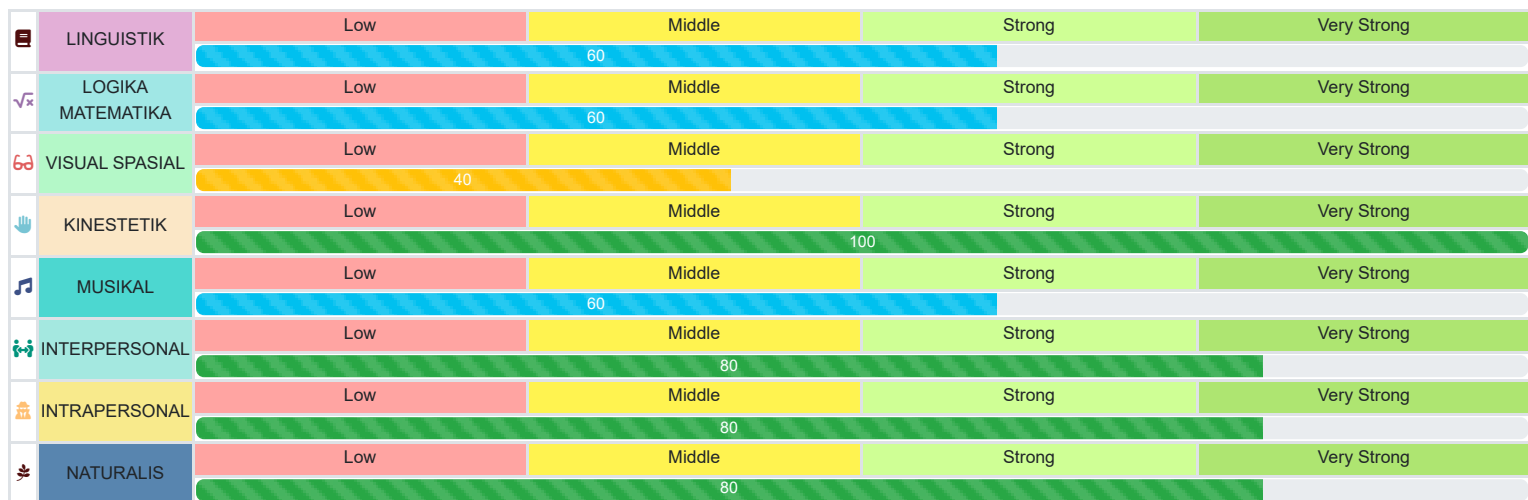 Low Middle Strong Very Strong
LINGUISTIK
60
LOGIKA
MATEMATIKA
Low Middle Strong Very Strong
60
VISUAL SPASIAL
Low Middle Strong Very Strong
40
KINESTETIK
Low Middle Strong Very Strong
100
MUSIKAL
Low Middle Strong Very Strong
60
INTERPERSONAL
Low Middle Strong Very Strong
80
INTRAPERSONAL
Low Middle Strong Very Strong
80
NATURALIS
Low Middle Strong Very Strong
80